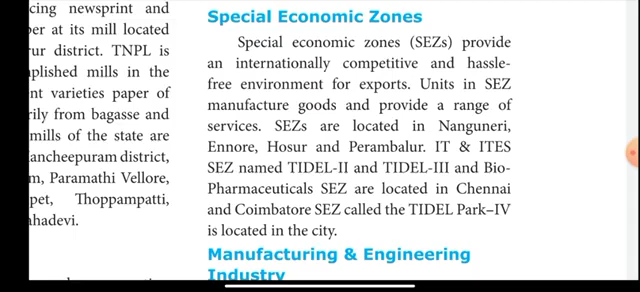 cing newsprint and
at its mill located
district. TNPL is
mills in the
nt varieties paper of
rily from bagasse and
mills of the state are
ancheepuram district,
m, Paramathi Vellore,
pet, Thoppampatti,
hadevi.
Special Economic Zones
Special economic zones (SEZs) provide
an internationally competitive and hassle-
free environment for exports. Units in SEZ
manufacture goods and provide a range of
services. SEZs are located in Nanguneri,
Ennore, Hosur and Perambalur. IT & ITES
SEZ named TIDEL-II and TIDEL-III and Bio-
Pharmaceuticals SEZ are located in Chennai
and Coimbatore SEZ called the TIDEL Park–IV
is located in the city.
Manufacturing & Engineering
Industry